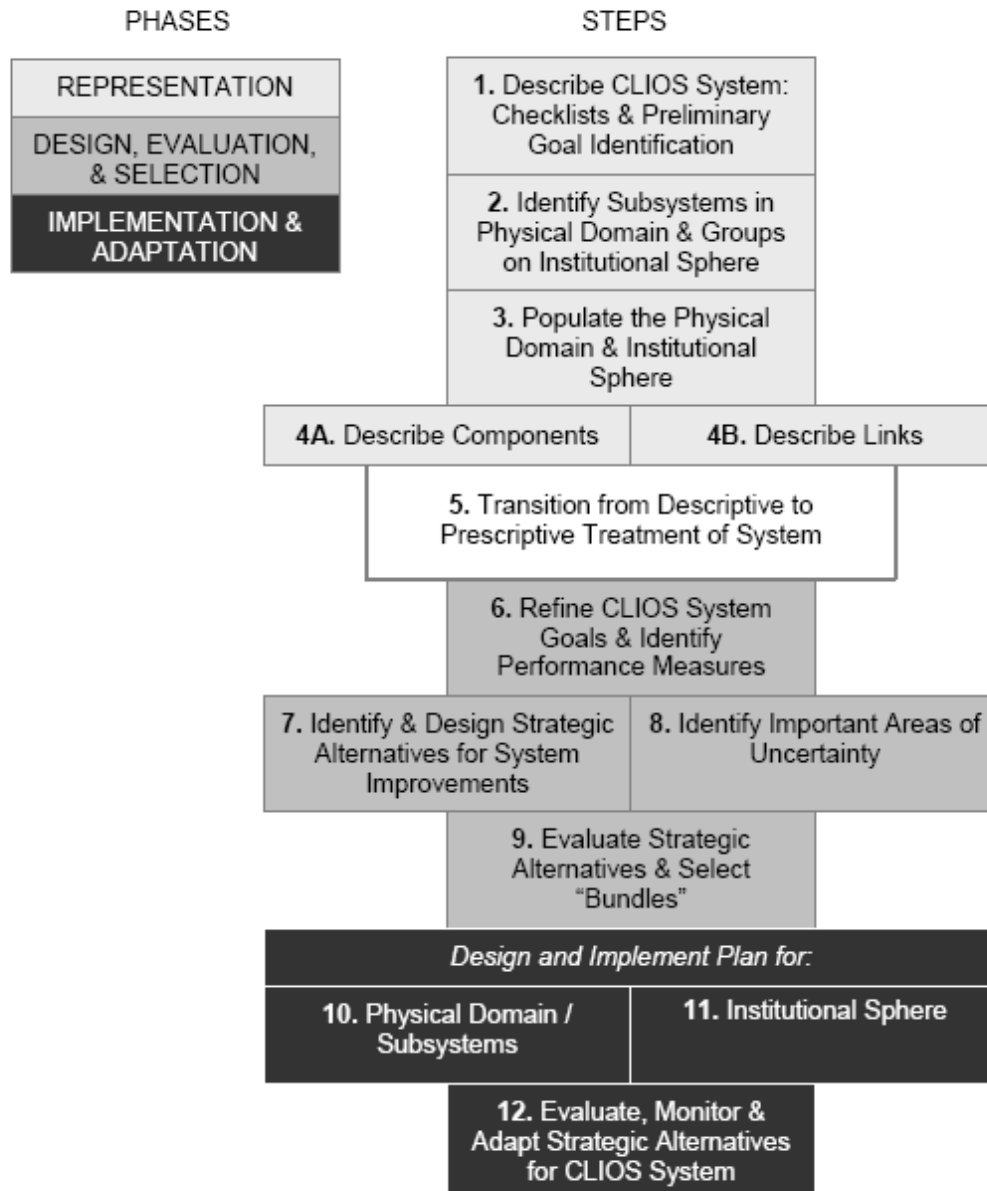 PHASES
STEPS
REPRESENTATION
DESIGN, EVALUATION,
& SELECTION
IMPLEMENTATION &
ADAPTATION
1. Describe CLIOS System:
Checklists & Preliminary
Goal Identification
2. Identify Subsystems in
Physical Domain & Groups
on Institutional Sphere
3. Populate the Physical
Domain & Institutional
Sphere
4A. Describe Components
4B. Describe Links
5. Transition from Descriptive to
Prescriptive Treatment of System
6. Refine CLIOS System
Goals & Identify
Performance Measures
7. Identify & Design Strategic
Alternatives for System
Improvements
8. Identify Important Areas of
Uncertainty
9. Evaluate Strategic
Alternatives & Select
“Bundles”
Design and Implement Plan for:
10. Physical Domain /
Subsystems
11. Institutional Sphere
12. Evaluate, Monitor &
Adapt Strategic Alternatives
for CLIOS System